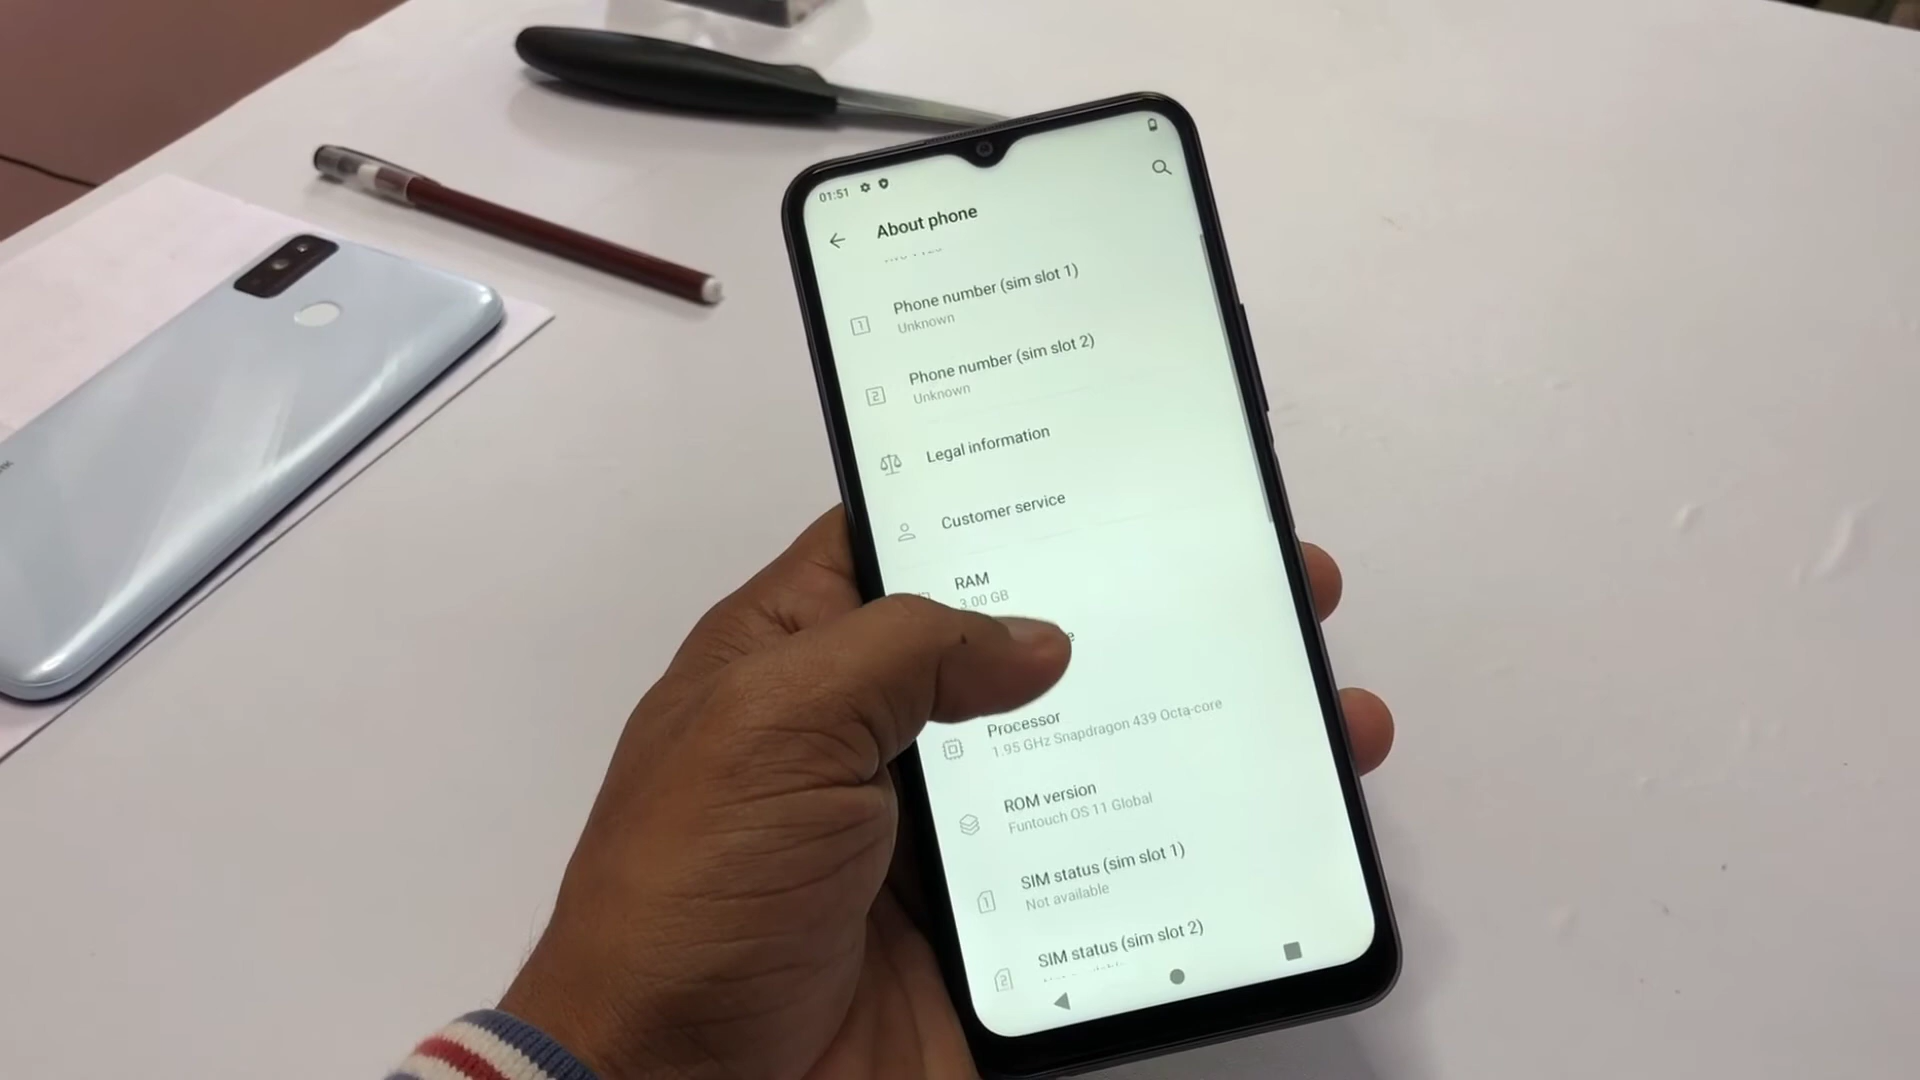 01:51
About phone
Phone number (sim slot 1)
Unknown
Phone number (sim slot 2)
Unknown
Legal information
Customer service
RAM
3.00 GB
Processor
1.95 GHz Snapdragon 439 Octa-core
ROM version
Funtouch OS 11 Global
SIM status (sim slot 1)
Not available
SIM status (sim slot 2)